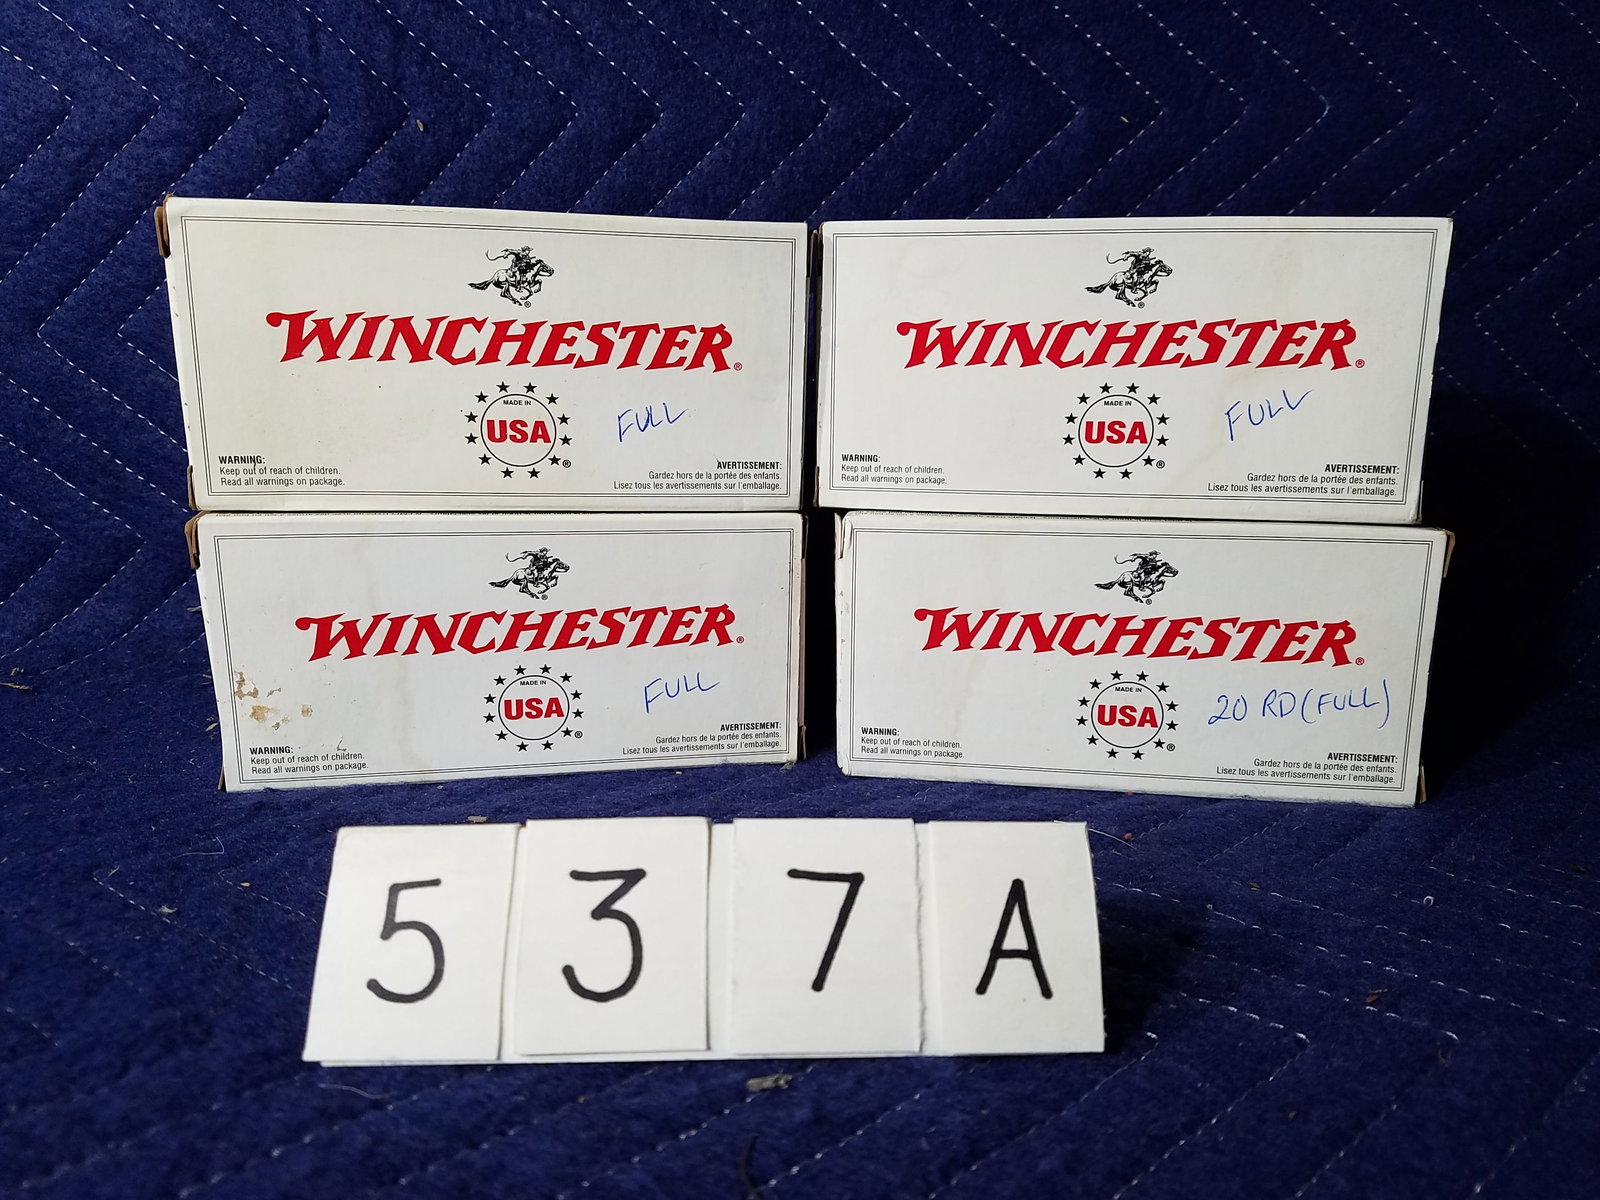 WINCHESTER®
MADE IN
USA®
FULL
WARNING:
Keep out of reach of children.
Read all warnings on package.
AVERTISSEMENT:
Gardez hors de la portée des enfants.
Lisez tous les avertissements sur l'emballage.
WINCHESTER®
MADE IN
USA®
FULL
WARNING:
Keep out of reach of children.
Read all warnings on package.
AVERTISSEMENT:
Gardez hors de la portée des enfants.
Lisez tous les avertissements sur l'emballage.
WINCHESTER®
MADE IN
USA®
FULL
WARNING:
Keep out of reach of children.
Read all warnings on package.
AVERTISSEMENT:
Gardez hors de la portée des enfants.
Lisez tous les avertissements sur l'emballage.
WINCHESTER®
MADE IN
USA®
20 RD (FULL)
WARNING:
Keep out of reach of children.
Read all warnings on package.
AVERTISSEMENT:
Gardez hors de la portée des enfants.
Lisez tous les avertissements sur l'emballage.
537A